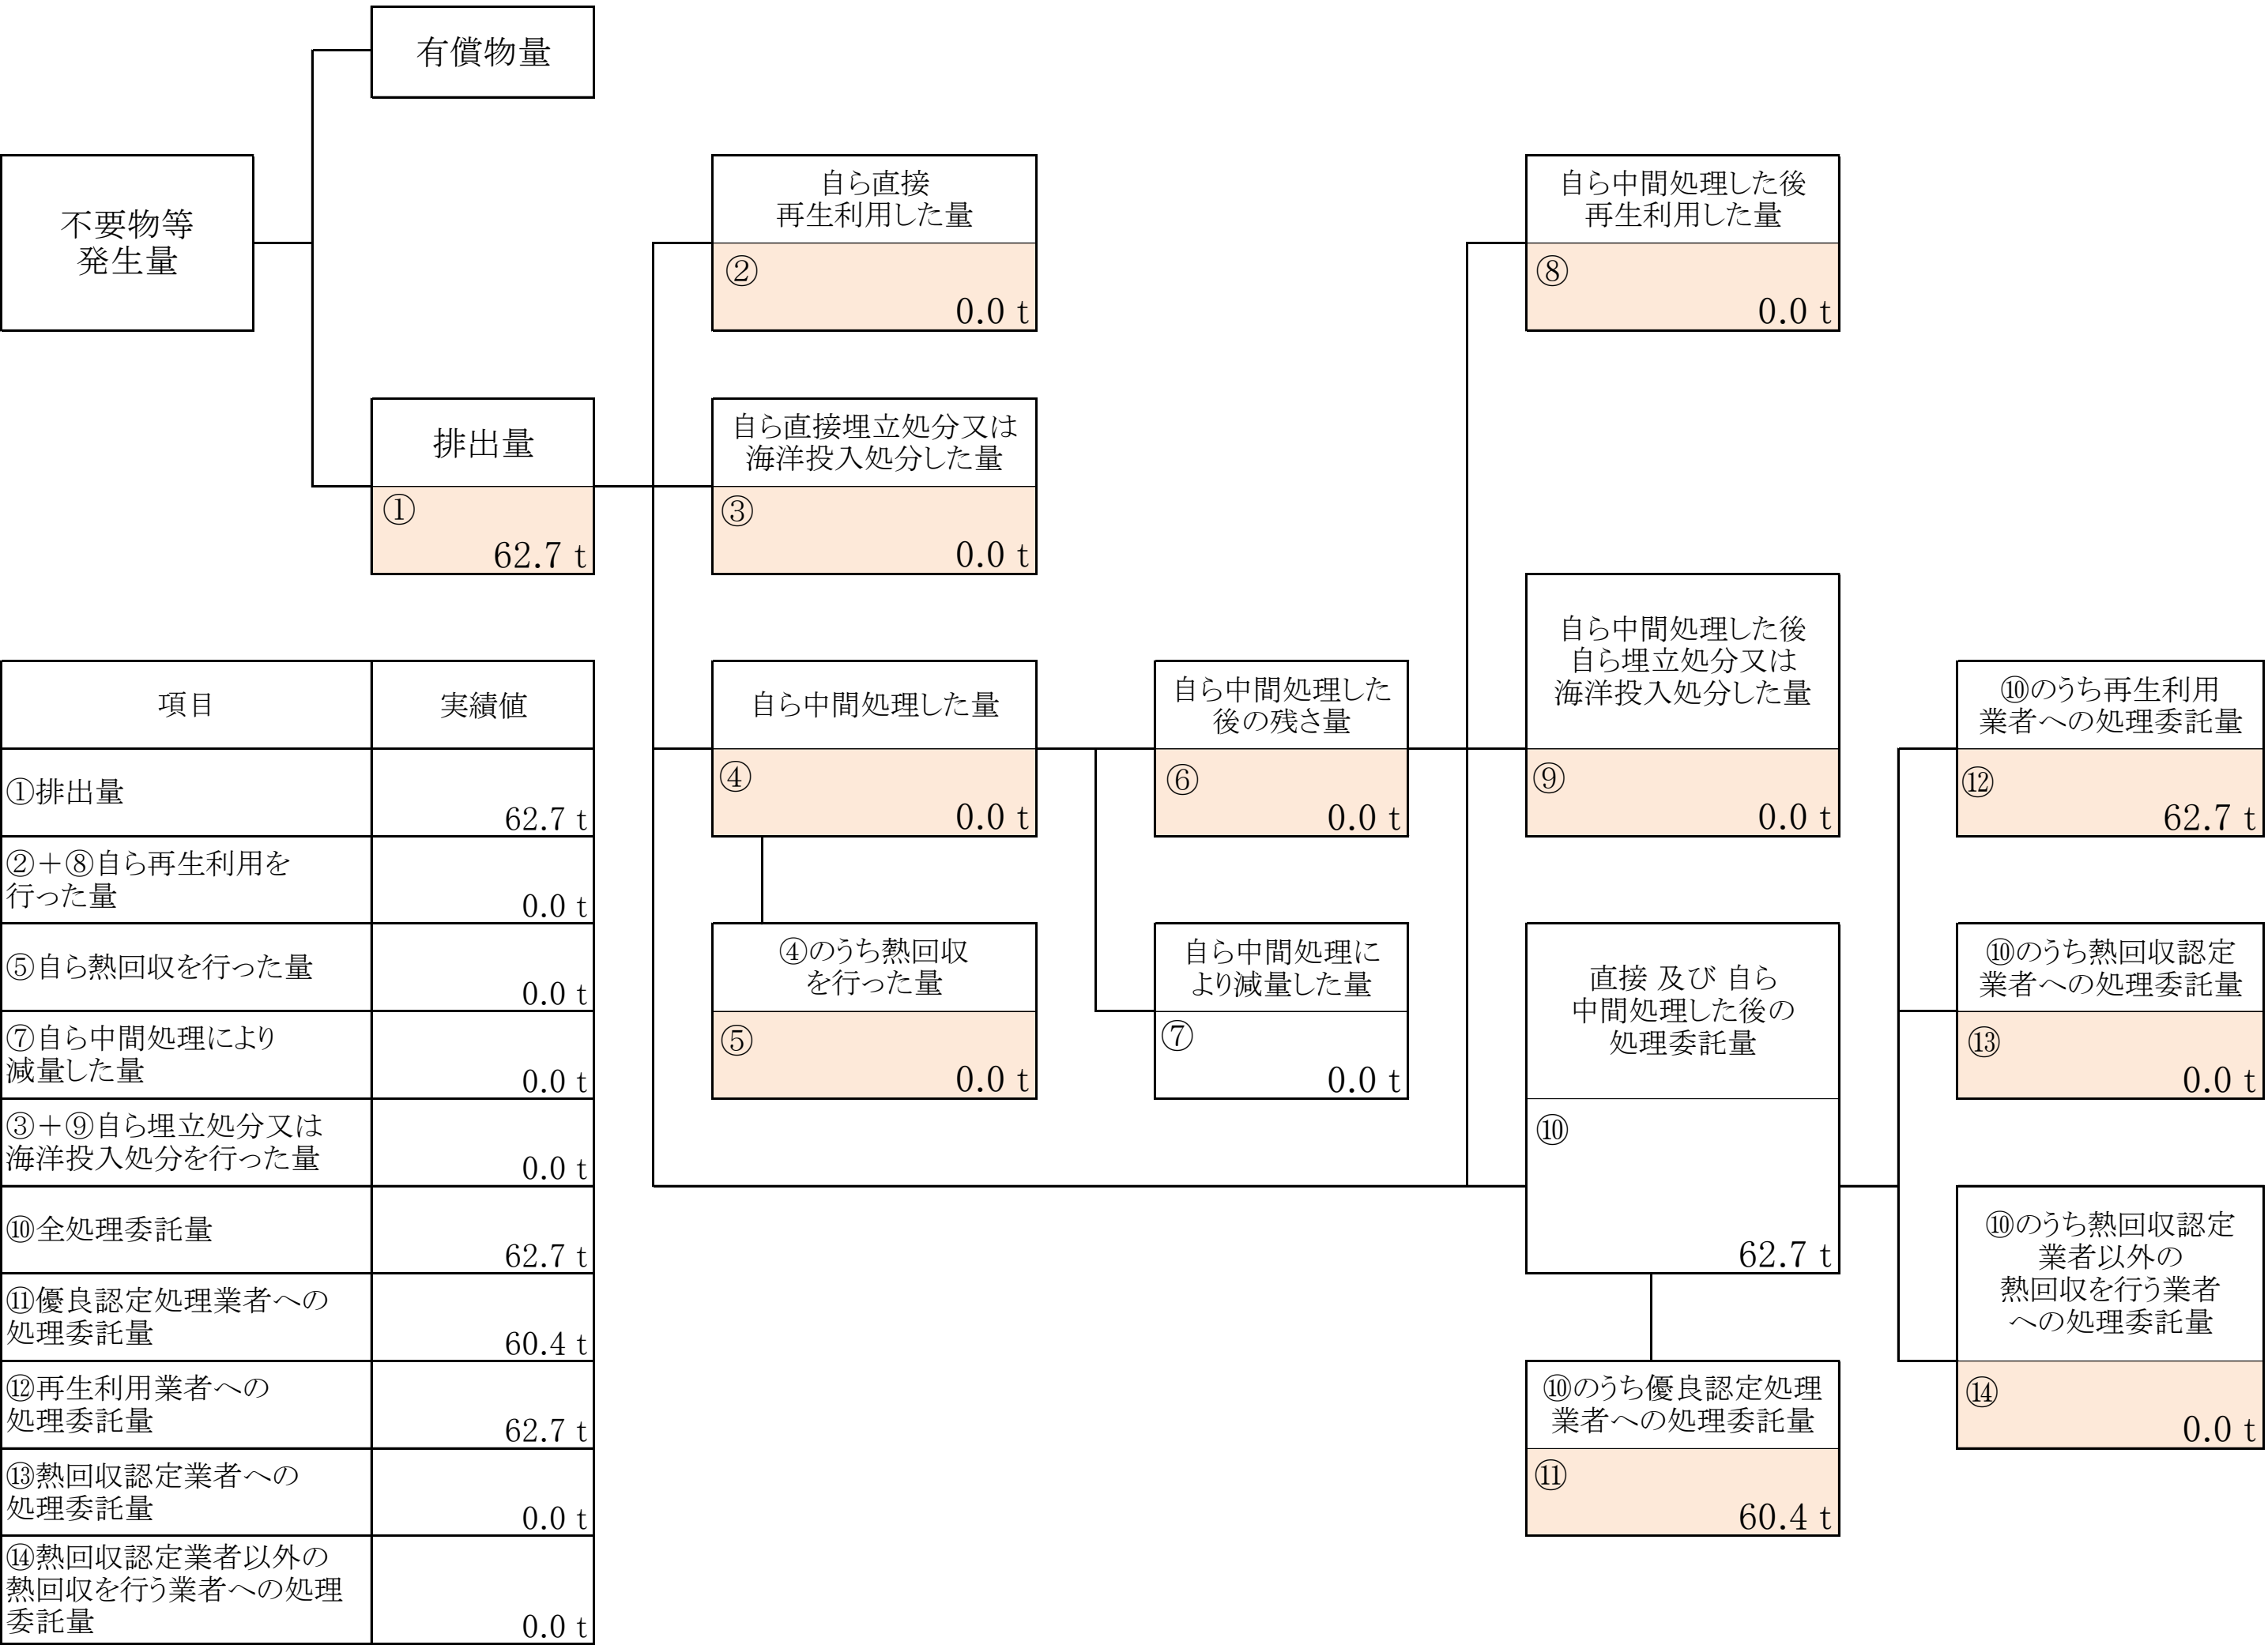 有償物量
不要物等
発生量
自ら直接
再生利用した量
②
0.0 t
自ら中間処理した後
再生利用した量
⑧
0.0 t
排出量
①
62.7 t
自ら直接埋立処分又は
海洋投入処分した量
③
0.0 t
自ら中間処理した量
④
0.0 t
自ら中間処理した
後の残さ量
⑥
0.0 t
自ら中間処理した後
自ら埋立処分又は
海洋投入処分した量
⑨
0.0 t
⑩のうち再生利用
業者への処理委託量
⑫
62.7 t
④のうち熱回収
を行った量
⑤
0.0 t
自ら中間処理に
より減量した量
⑦
0.0 t
直接 及び 自ら
中間処理した後の
処理委託量
⑩
62.7 t
⑩のうち熱回収認定
業者への処理委託量
⑬
0.0 t
⑩のうち熱回収認定
業者以外の
熱回収を行う業者
への処理委託量
⑭
0.0 t
⑩のうち優良認定処理
業者への処理委託量
⑪
60.4 t
項目 実績値
①排出量
62.7 t
②＋⑧自ら再生利用を
行った量
0.0 t
⑤自ら熱回収を行った量
0.0 t
⑦自ら中間処理により
減量した量
0.0 t
③＋⑨自ら埋立処分又は
海洋投入処分を行った量
0.0 t
⑩全処理委託量
62.7 t
⑪優良認定処理業者への
処理委託量
60.4 t
⑫再生利用業者への
処理委託量
62.7 t
⑬熱回収認定業者への
処理委託量
0.0 t
⑭熱回収認定業者以外の
熱回収を行う業者への処理
委託量
0.0 t